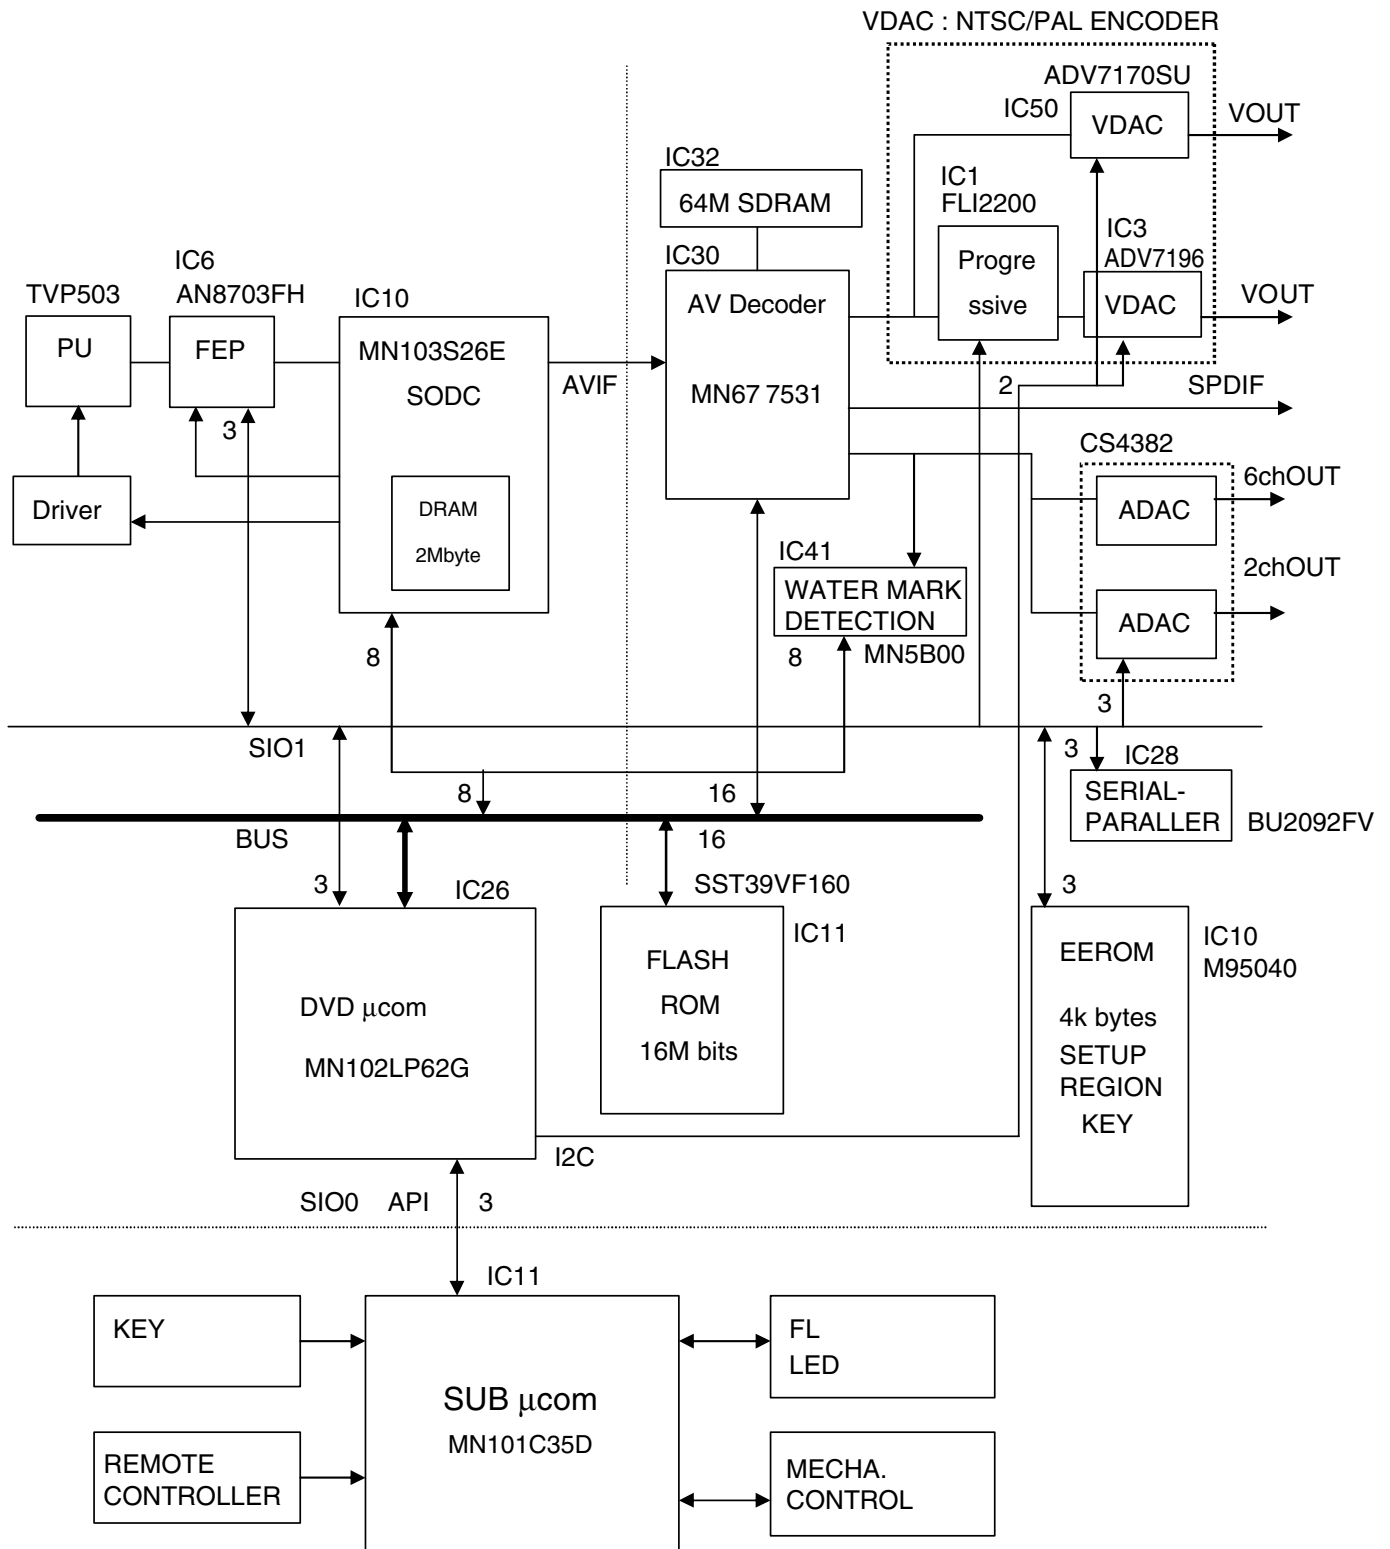 VDAC : NTSC/PAL ENCODER
ADV7170SU
IC50
VDAC
VOUT
IC32
64M SDRAM
IC1
FLI2200
Progre
ssive
IC3
ADV7196
VDAC
VOUT
IC30
AV Decoder
MN67 7531
TVP503
PU
IC6
AN8703FH
FEP
IC10
MN103S26E
SODC
AVIF
3
2
SPDIF
Driver
DRAM
2Mbyte
CS4382
6chOUT
ADAC
2chOUT
ADAC
IC41
WATER MARK
DETECTION
8
MN5B00
8
3
SIO1
3
IC28
SERIAL-
PARALLER
BU2092FV
8
16
BUS
16
3
IC26
SST39VF160
3
IC11
FLASH
ROM
16M bits
DVD μcom
MN102LP62G
IC10
M95040
EEROM
4k bytes
SETUP
REGION
KEY
I2C
SIO0
API
3
IC11
KEY
FL
LED
SUB μcom
MN101C35D
REMOTE
CONTROLLER
MECHA.
CONTROL